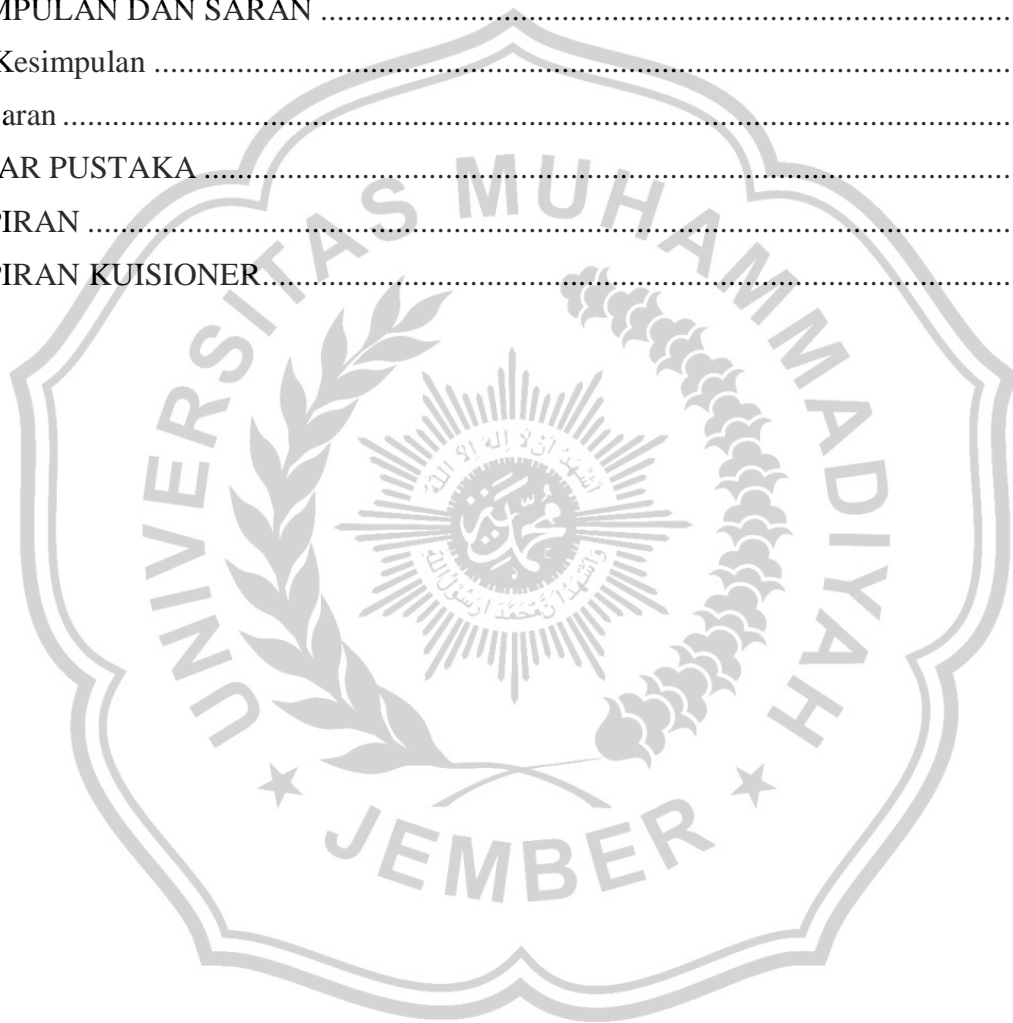 MPULAN DAN SARAN ........................................................................................
Kesimpulan ........................................................................................
aran ........................................................................................
AR PUSTAKA ........................................................................................
PIRAN ........................................................................................
PIRAN KUISIONER........................................................................................
UNIVERSITAS MUHAMMADIYAH
JEMBER